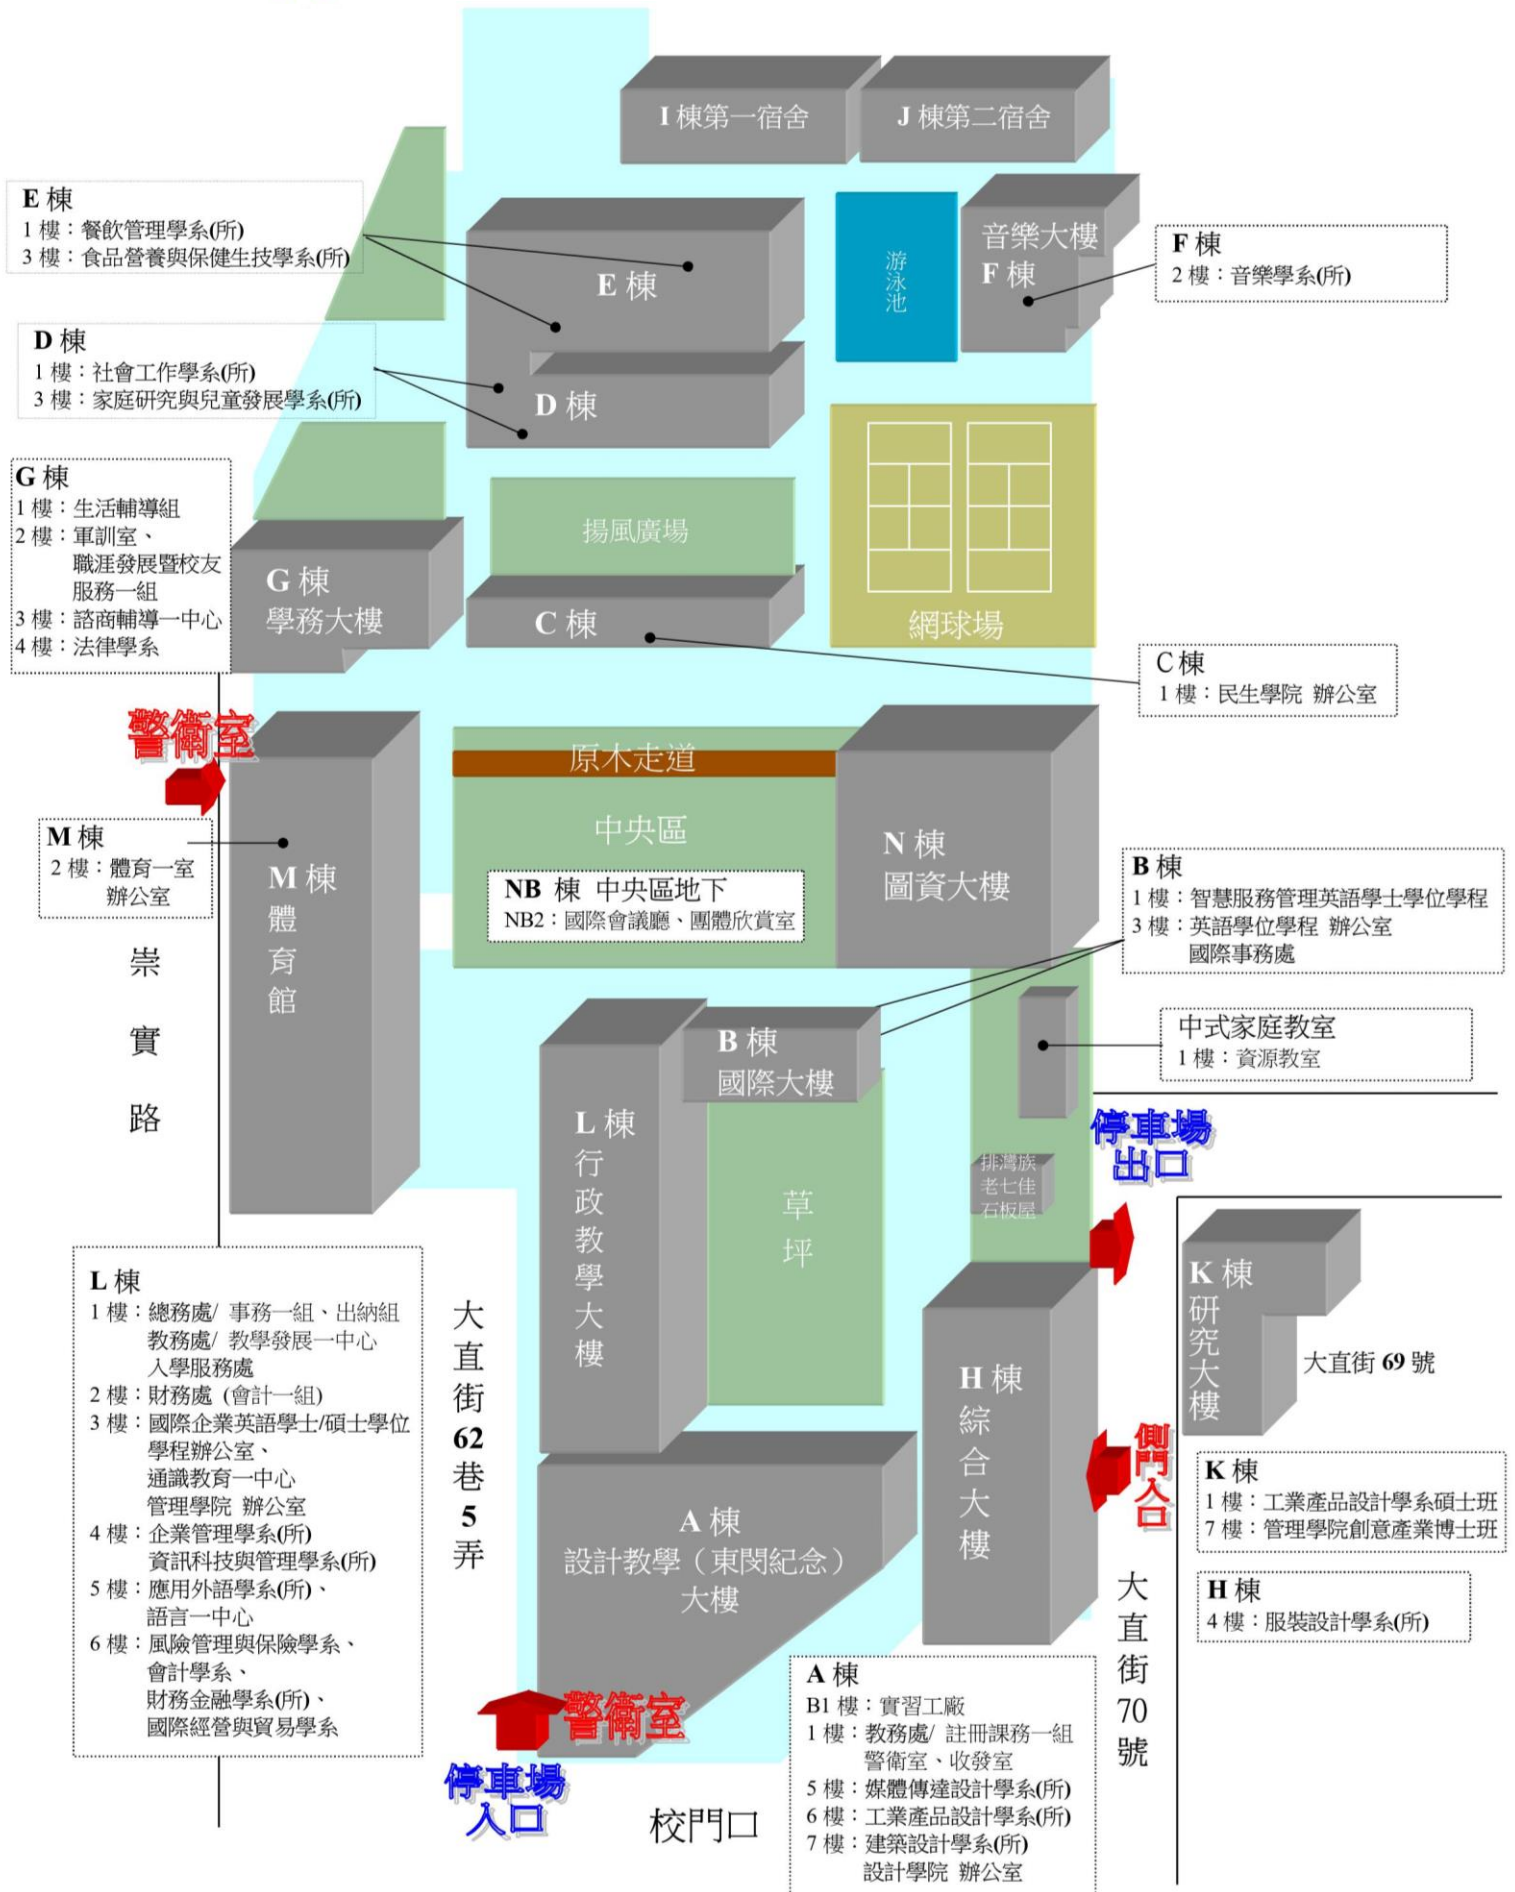 I 棟第一宿舍
J 棟第二宿舍
E 棟
1 樓：餐飲管理學系(所)
3 樓：食品營養與保健生技學系(所)
E 棟
游泳池
音樂大樓
F 棟
F 棟
2 樓：音樂學系(所)
D 棟
1 樓：社會工作學系(所)
3 樓：家庭研究與兒童發展學系(所)
D 棟
G 棟
1 樓：生活輔導組
2 樓：軍訓室、
職涯發展暨校友
服務一組
3 樓：諮商輔導一中心
4 樓：法律學系
G 棟
學務大樓
揚風廣場
C 棟
網球場
C 棟
1 樓：民生學院 辦公室
警衛室
M 棟
2 樓：體育一室
辦公室
M 棟
體育館
原木走道
中央區
NB 棟 中央區地下
NB2：國際會議廳、團體欣賞室
N 棟
圖資大樓
B 棟
1 樓：智慧服務管理英語學士學位學程
3 樓：英語學位學程 辦公室
國際事務處
崇實路
B 棟
國際大樓
中式家庭教室
1 樓：資源教室
L 棟
行政教學大樓
草坪
停車場
出口
排灣族
老七佳
石板屋
K 棟
研究大樓
大直街 69 號
L 棟
1 樓：總務處/ 事務一組、出納組
教務處/ 教學發展一中心
入學服務處
2 樓：財務處 (會計一組)
3 樓：國際企業英語學士/碩士學位
學程辦公室、
通識教育一中心
管理學院 辦公室
4 樓：企業管理學系(所)
資訊科技與管理學系(所)
5 樓：應用外語學系(所)、
語言一中心
6 樓：風險管理與保險學系、
會計學系、
財務金融學系(所)、
國際經營與貿易學系
大直街62巷5弄
H 棟
綜合大樓
側門入口
K 棟
1 樓：工業產品設計學系碩士班
7 樓：管理學院創意產業博士班
A 棟
設計教學（東閔紀念）
大樓
H 棟
4 樓：服裝設計學系(所)
大直街70號
警衛室
停車場
入口
校門口
A 棟
B1 樓：實習工廠
1 樓：教務處/ 註冊課務一組
警衛室、收發室
5 樓：媒體傳達設計學系(所)
6 樓：工業產品設計學系(所)
7 樓：建築設計學系(所)
設計學院 辦公室